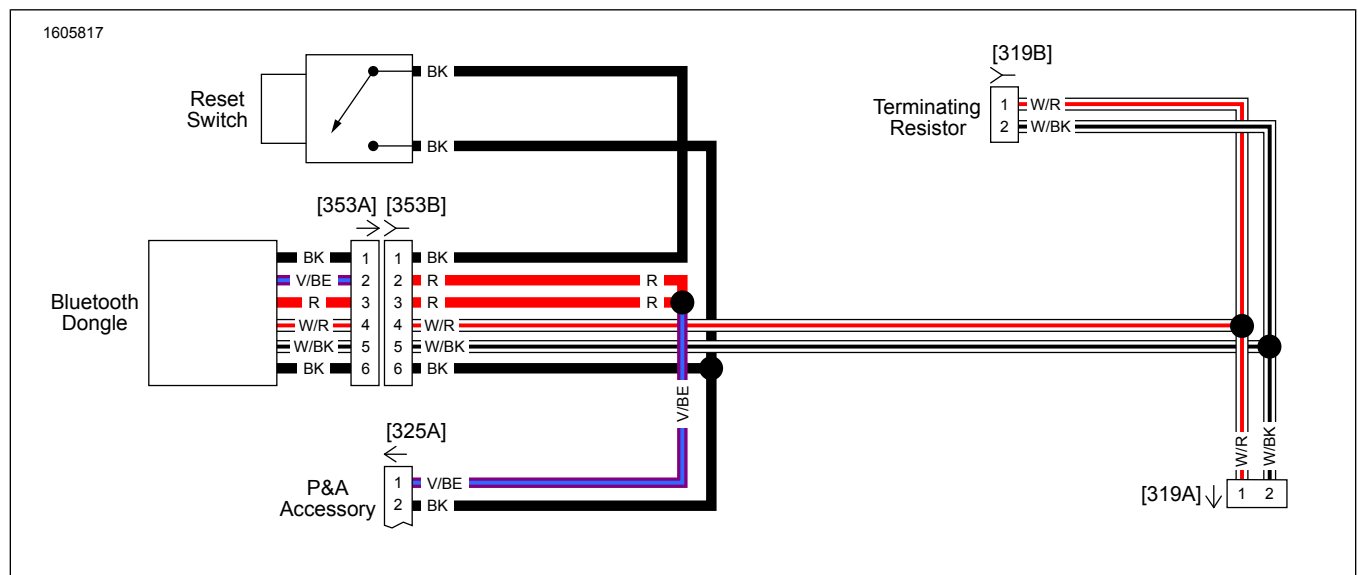 1605817
Reset
Switch
BK
BK
[319B]
Terminating
Resistor
1 W/R
2 W/BK
[353A] [353B]
Bluetooth
Dongle
BK 1 1 BK
V/BE 2 2 R R
R 3 3 R R
W/R 4 4 W/R
W/BK 5 5 W/BK
BK 6 6 BK
V/BE
W/R
W/BK
[325A]
P&A
Accessory
1 V/BE
2 BK
[319A] 1 2